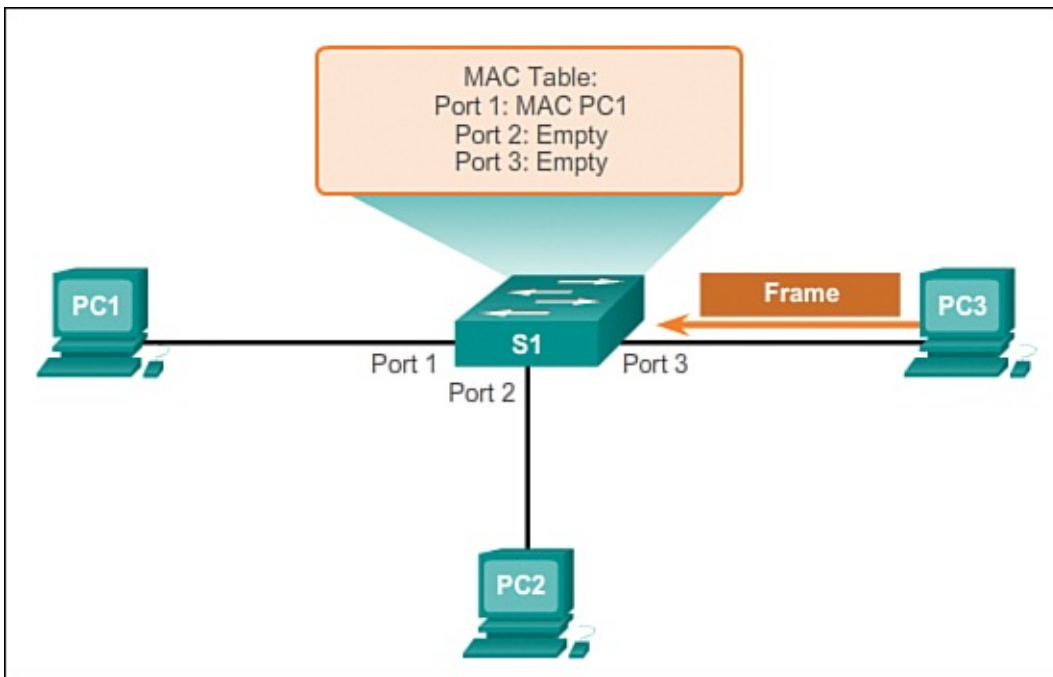 MAC Table:
Port 1: MAC PC1
Port 2: Empty
Port 3: Empty
PC1
Frame
PC3
S1
Port 1
Port 3
Port 2
PC2